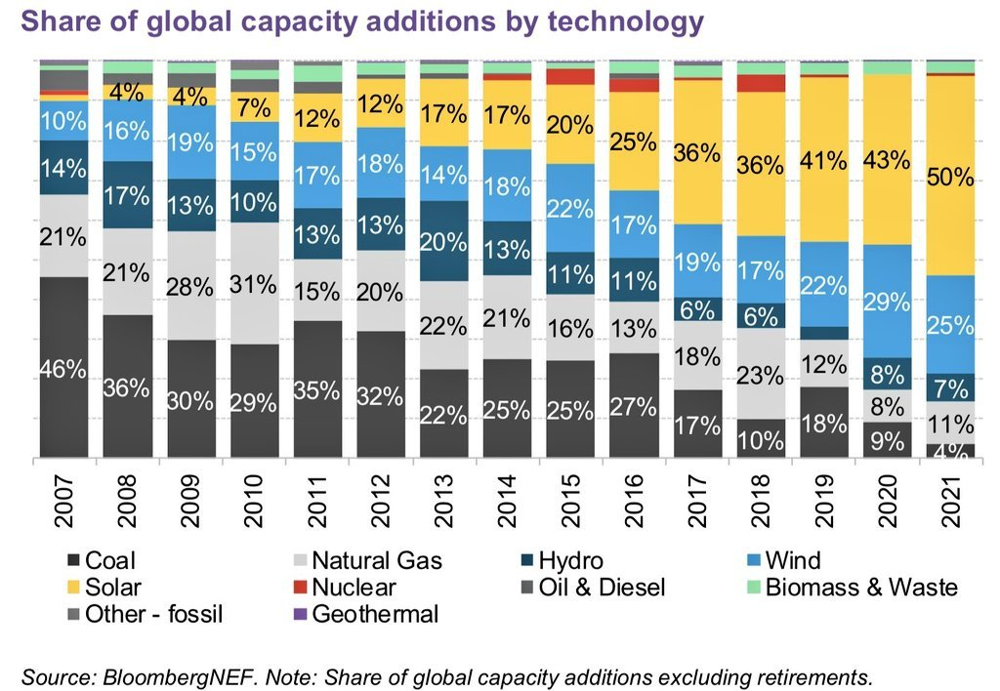 Share of global capacity additions by technology
4% 4% 7% 12% 12% 17% 17% 20% 25% 36% 36% 41% 43% 50%
10% 16% 19% 15% 17% 18% 14% 18% 22% 17% 19% 17% 22% 29% 25%
14% 17% 13% 10% 13% 13% 20% 13% 11% 11% 6% 6% 8% 7%
21% 21% 28% 31% 15% 20% 22% 21% 16% 13% 18% 23% 12% 8% 11%
46% 36% 30% 29% 35% 32% 22% 25% 25% 27% 17% 10% 18% 9% 4%
2007 2008 2009 2010 2011 2012 2013 2014 2015 2016 2017 2018 2019 2020 2021
Coal Natural Gas Hydro Wind
Solar Nuclear Oil & Diesel Biomass & Waste
Other - fossil Geothermal
Source: BloombergNEF. Note: Share of global capacity additions excluding retirements.